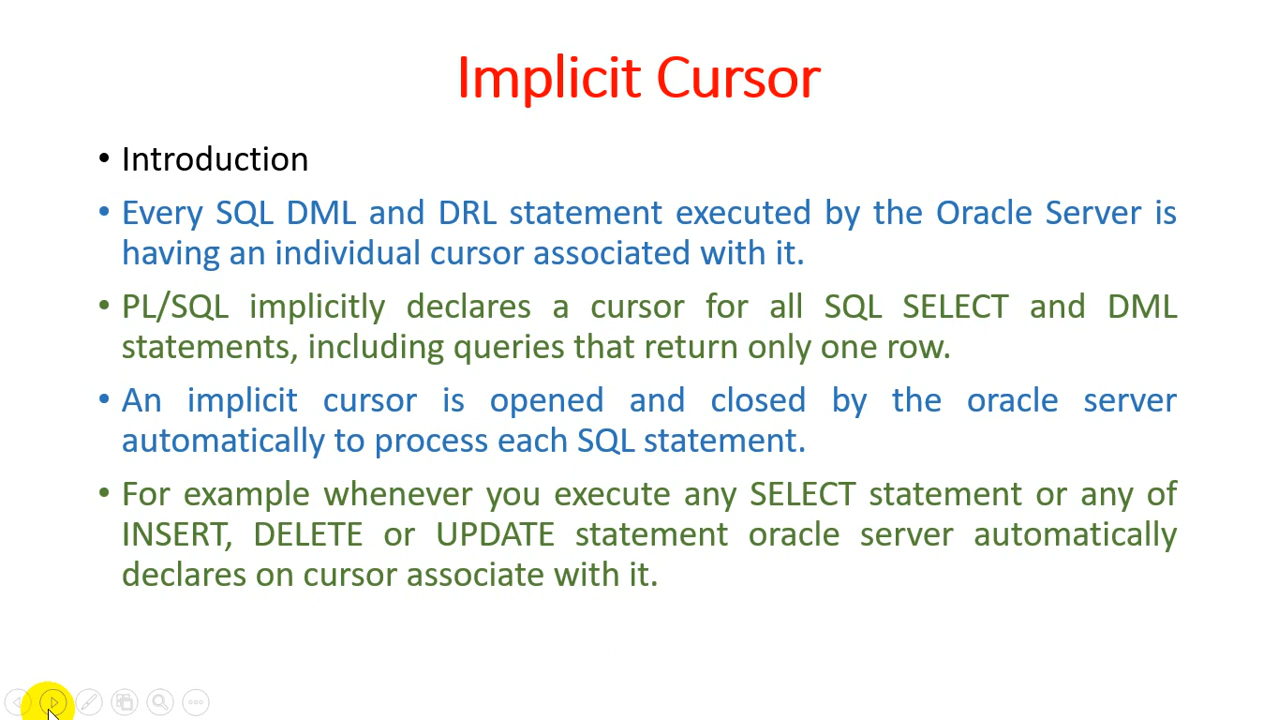 Implicit Cursor
• Introduction
• Every SQL DML and DRL statement executed by the Oracle Server is
having an individual cursor associated with it.
• PL/SQL implicitly declares a cursor for all SQL SELECT and DML
statements, including queries that return only one row.
• An implicit cursor is opened and closed by the oracle server
automatically to process each SQL statement.
• For example whenever you execute any SELECT statement or any of
INSERT, DELETE or UPDATE statement oracle server automatically
declares on cursor associate with it.